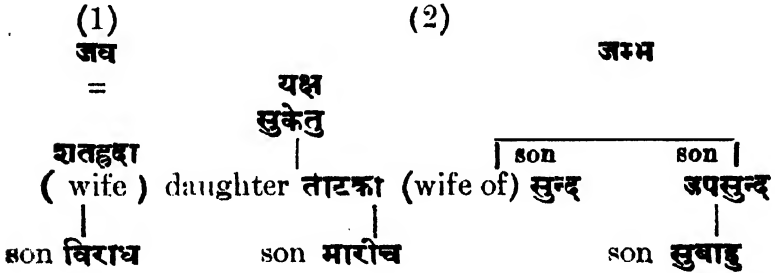 (1) (2)
जव जम्भ
= यक्ष
सुकेतु
शतह्रदा son son
( wife ) daughter ताटका (wife of) सुन्द उपसुन्द
son विराध son मारीच son सुबाहु